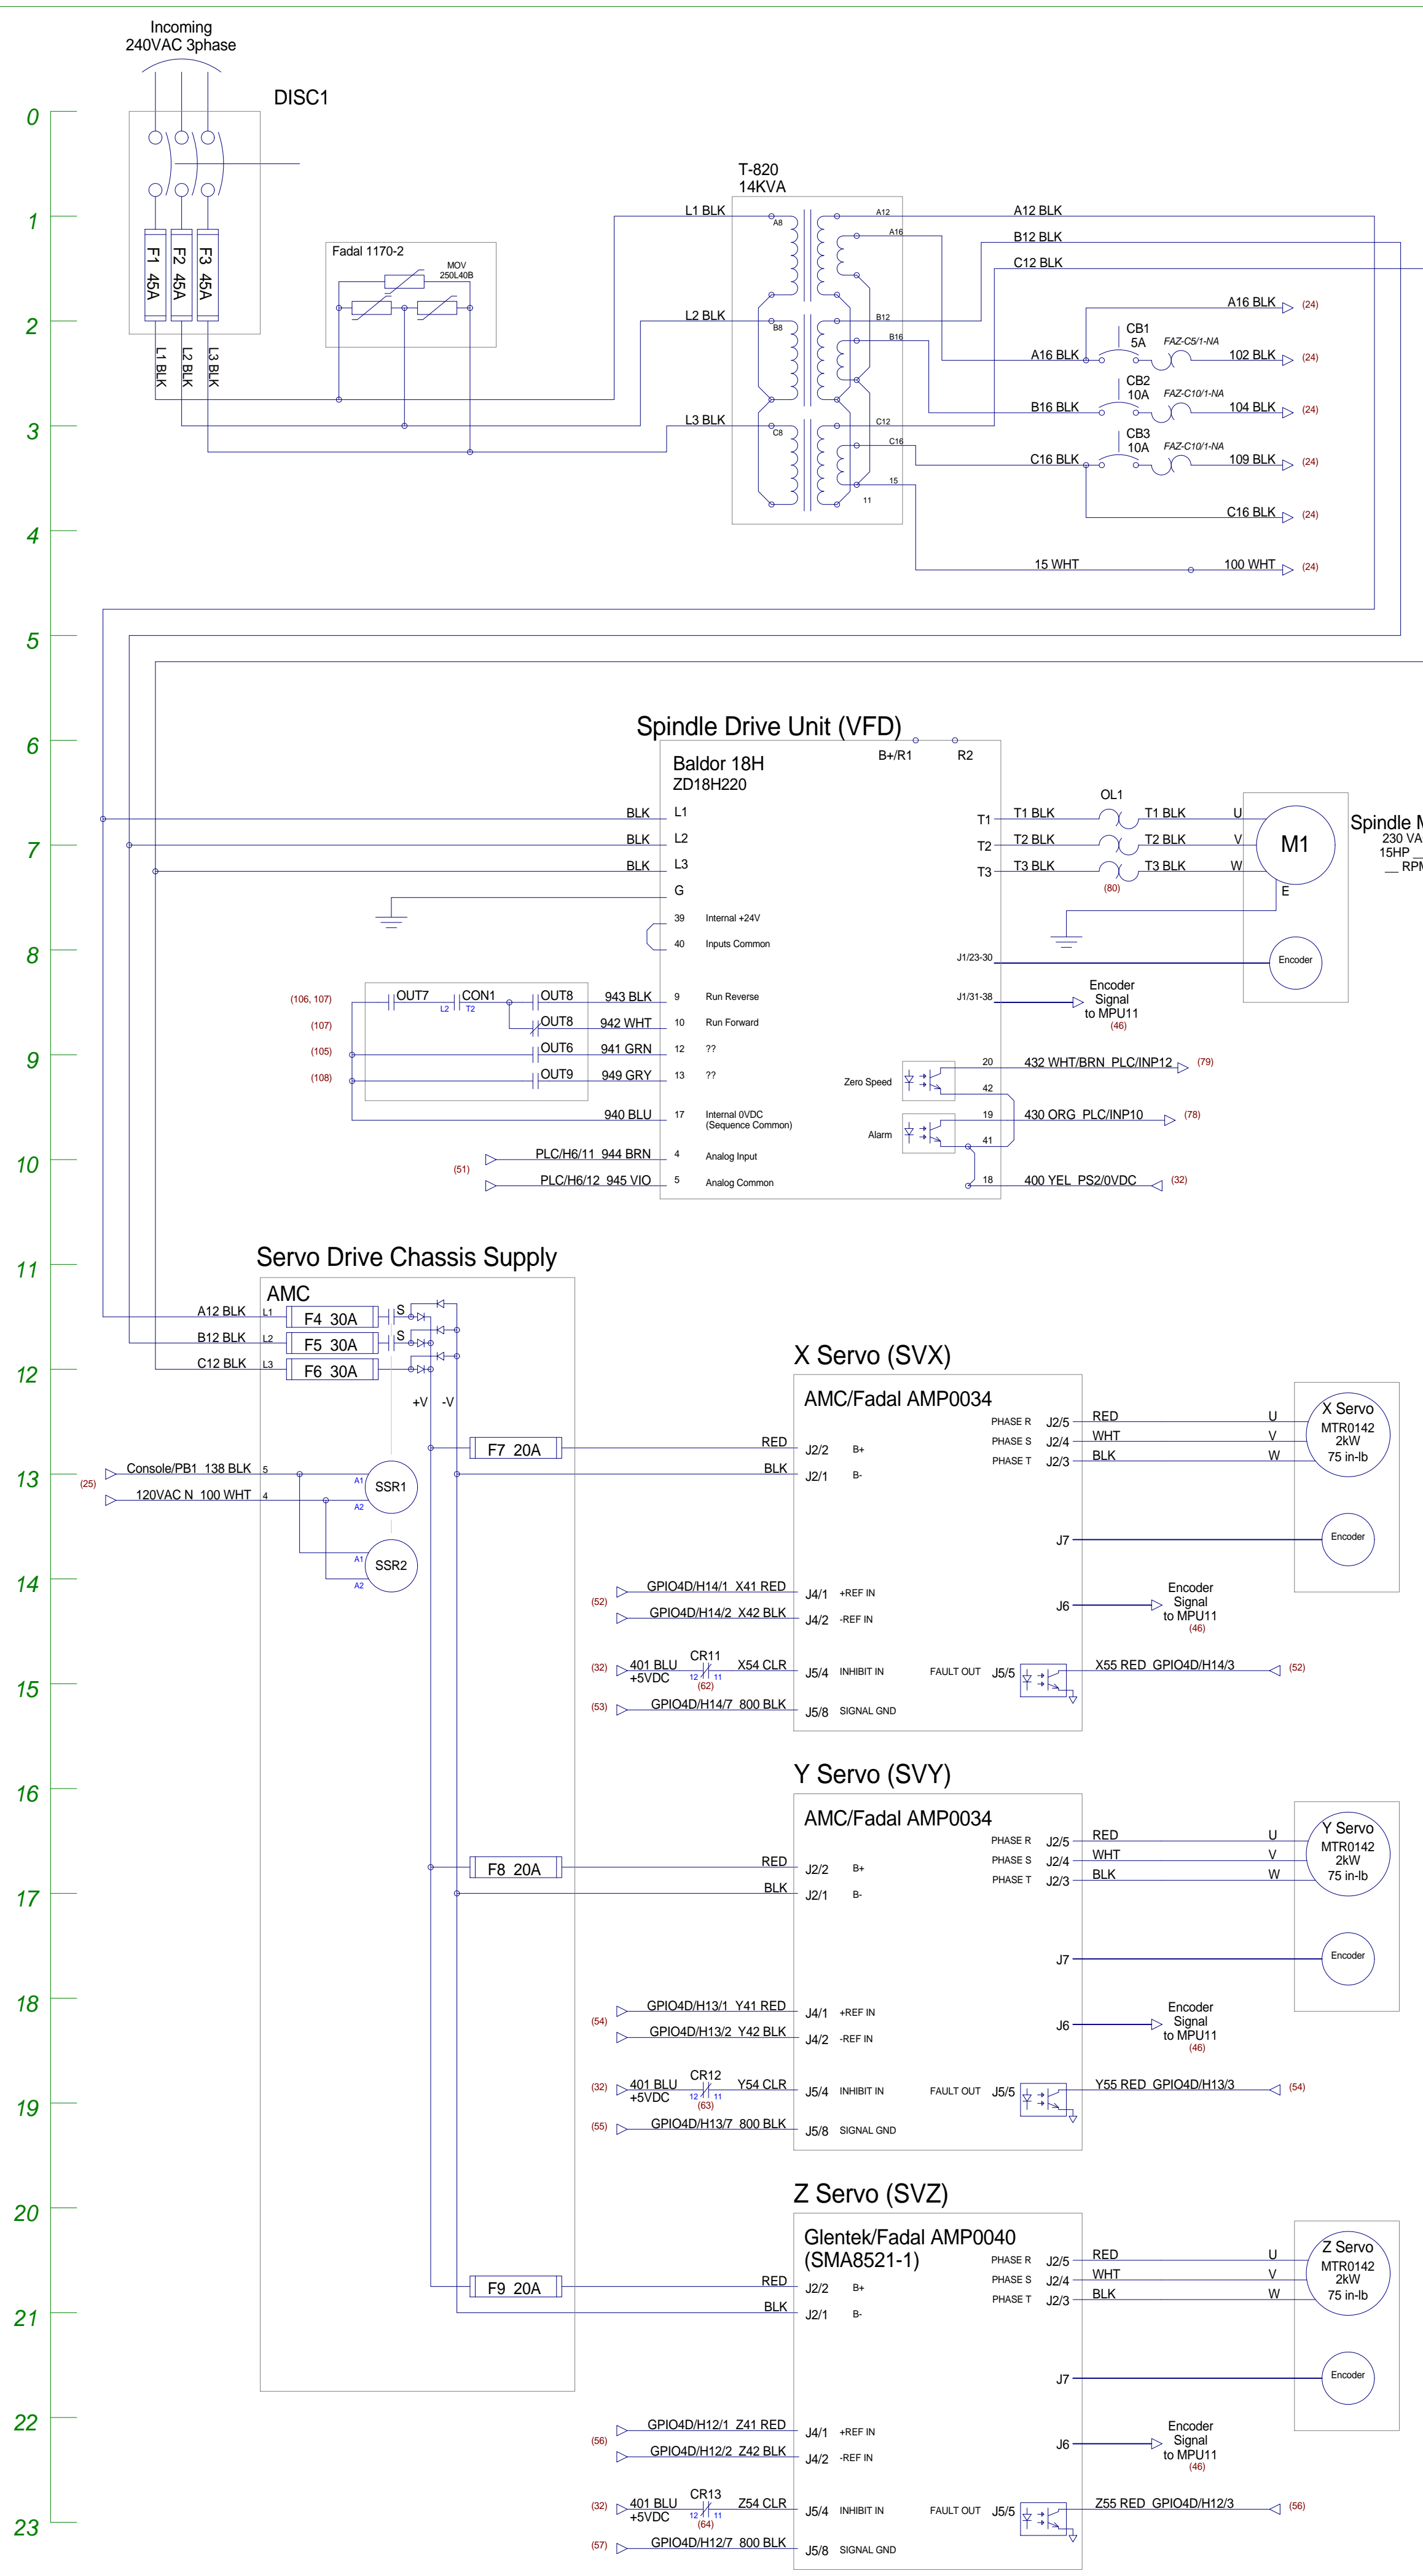 Incoming
240VAC 3phase
DISC1
0
T-820
14KVA
1
L1 BLK
A8
A12
A12 BLK
A16
B12 BLK
C12 BLK
F1 45A
F2 45A
F3 45A
Fadal 1170-2
MOV
250L40B
A16 BLK
(24)
2
L2 BLK
B8
B12
B16
CB1
5A
FAZ-C5/1-NA
A16 BLK
102 BLK
(24)
L1 BLK
L2 BLK
L3 BLK
CB2
10A
FAZ-C10/1-NA
B16 BLK
104 BLK
(24)
3
L3 BLK
C8
C12
C16
CB3
10A
FAZ-C10/1-NA
C16 BLK
109 BLK
(24)
15
11
C16 BLK
(24)
4
15 WHT
100 WHT
(24)
5
Spindle Drive Unit (VFD)
6
Baldor 18H
ZD18H220
B+/R1
R2
OL1
BLK
L1
T1
T1 BLK
T1 BLK
U
Spindle M
230 VA
15HP __
__ RPM
7
BLK
L2
T2
T2 BLK
T2 BLK
V
M1
BLK
L3
T3
T3 BLK
T3 BLK
W
(80)
G
E
39
Internal +24V
8
40
Inputs Common
J1/23-30
Encoder
(106, 107)
OUT7
CON1
L2
T2
OUT8
943 BLK
9
Run Reverse
J1/31-38
Encoder
Signal
to MPU11
(46)
(107)
OUT8
942 WHT
10
Run Forward
9
(105)
OUT6
941 GRN
12
??
20
432 WHT/BRN PLC/INP12
(79)
(108)
OUT9
949 GRY
13
??
Zero Speed
42
940 BLU
17
Internal 0VDC
(Sequence Common)
19
430 ORG PLC/INP10
(78)
Alarm
41
10
(51)
PLC/H6/11 944 BRN
4
Analog Input
PLC/H6/12 945 VIO
5
Analog Common
18
400 YEL PS2/0VDC
(32)
11
Servo Drive Chassis Supply
AMC
A12 BLK
L1
F4 30A
S
B12 BLK
L2
F5 30A
S
12
C12 BLK
L3
F6 30A
+V
-V
X Servo (SVX)
AMC/Fadal AMP0034
PHASE R
J2/5
RED
U
PHASE S
J2/4
WHT
V
PHASE T
J2/3
BLK
W
X Servo
MTR0142
2kW
75 in-lb
F7 20A
RED
J2/2
B+
BLK
J2/1
B-
13
(25)
Console/PB1 138 BLK
5
A1
SSR1
120VAC N 100 WHT
4
A2
J7
Encoder
A1
SSR2
A2
14
(52)
GPIO4D/H14/1 X41 RED
J4/1
+REF IN
GPIO4D/H14/2 X42 BLK
J4/2
-REF IN
J6
Encoder
Signal
to MPU11
(46)
(32)
401 BLU
+5VDC
CR11
12
11
(62)
X54 CLR
J5/4
INHIBIT IN
FAULT OUT
J5/5
X55 RED GPIO4D/H14/3
(52)
15
(53)
GPIO4D/H14/7 800 BLK
J5/8
SIGNAL GND
16
Y Servo (SVY)
AMC/Fadal AMP0034
PHASE R
J2/5
RED
U
PHASE S
J2/4
WHT
V
PHASE T
J2/3
BLK
W
Y Servo
MTR0142
2kW
75 in-lb
F8 20A
RED
J2/2
B+
17
BLK
J2/1
B-
J7
Encoder
18
(54)
GPIO4D/H13/1 Y41 RED
J4/1
+REF IN
GPIO4D/H13/2 Y42 BLK
J4/2
-REF IN
J6
Encoder
Signal
to MPU11
(46)
(32)
401 BLU
+5VDC
CR12
12
11
(63)
Y54 CLR
J5/4
INHIBIT IN
FAULT OUT
J5/5
Y55 RED GPIO4D/H13/3
(54)
19
(55)
GPIO4D/H13/7 800 BLK
J5/8
SIGNAL GND
20
Z Servo (SVZ)
Glentek/Fadal AMP0040
(SMA8521-1)
PHASE R
J2/5
RED
U
PHASE S
J2/4
WHT
V
PHASE T
J2/3
BLK
W
Z Servo
MTR0142
2kW
75 in-lb
F9 20A
RED
J2/2
B+
21
BLK
J2/1
B-
J7
Encoder
22
(56)
GPIO4D/H12/1 Z41 RED
J4/1
+REF IN
GPIO4D/H12/2 Z42 BLK
J4/2
-REF IN
J6
Encoder
Signal
to MPU11
(46)
(32)
401 BLU
+5VDC
CR13
12
11
(64)
Z54 CLR
J5/4
INHIBIT IN
FAULT OUT
J5/5
Z55 RED GPIO4D/H12/3
(56)
23
(57)
GPIO4D/H12/7 800 BLK
J5/8
SIGNAL GND